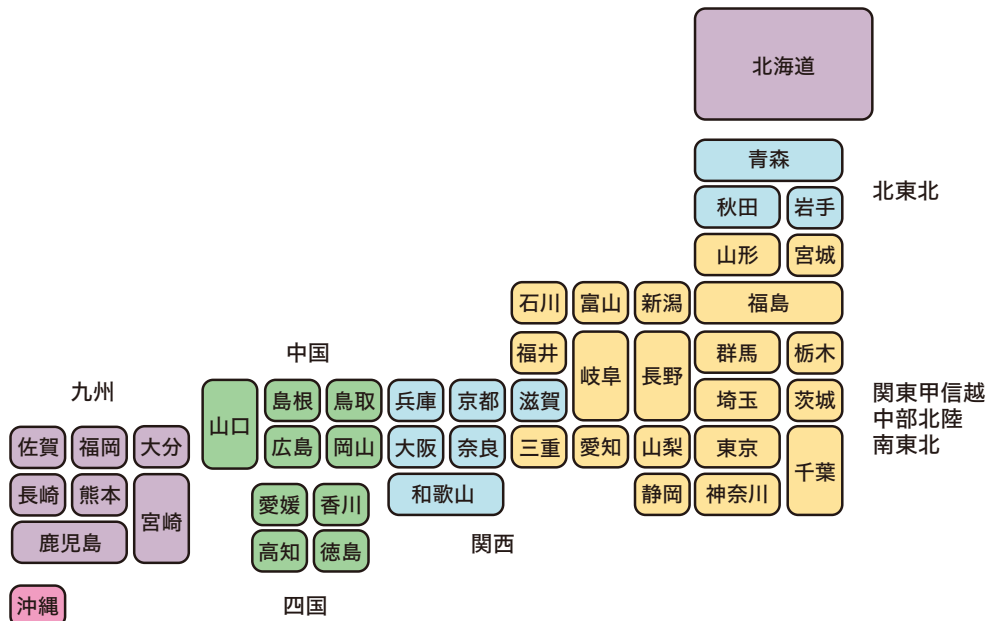 北海道
青森
北東北
秋田
岩手
山形
宮城
石川
富山
新潟
福島
中国
福井
岐阜
長野
群馬
栃木
九州
山口
島根
鳥取
兵庫
京都
滋賀
埼玉
茨城
関東甲信越
中部北陸
南東北
佐賀
福岡
大分
広島
岡山
大阪
奈良
三重
愛知
山梨
東京
千葉
長崎
熊本
宮崎
愛媛
香川
和歌山
静岡
神奈川
鹿児島
高知
徳島
関西
沖縄
四国